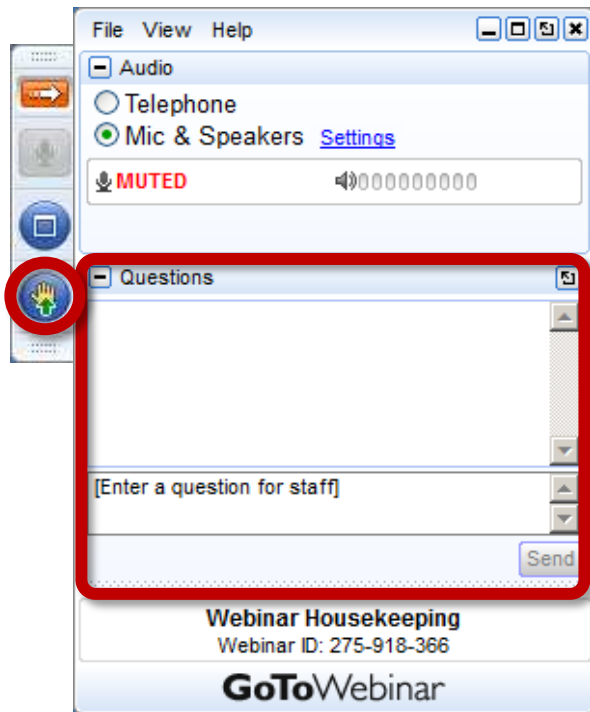 File View Help
Audio
Telephone
Mic & Speakers Settings
MUTED
Questions
[Enter a question for staff]
Send
Webinar Housekeeping
Webinar ID: 275-918-366
GoToWebinar